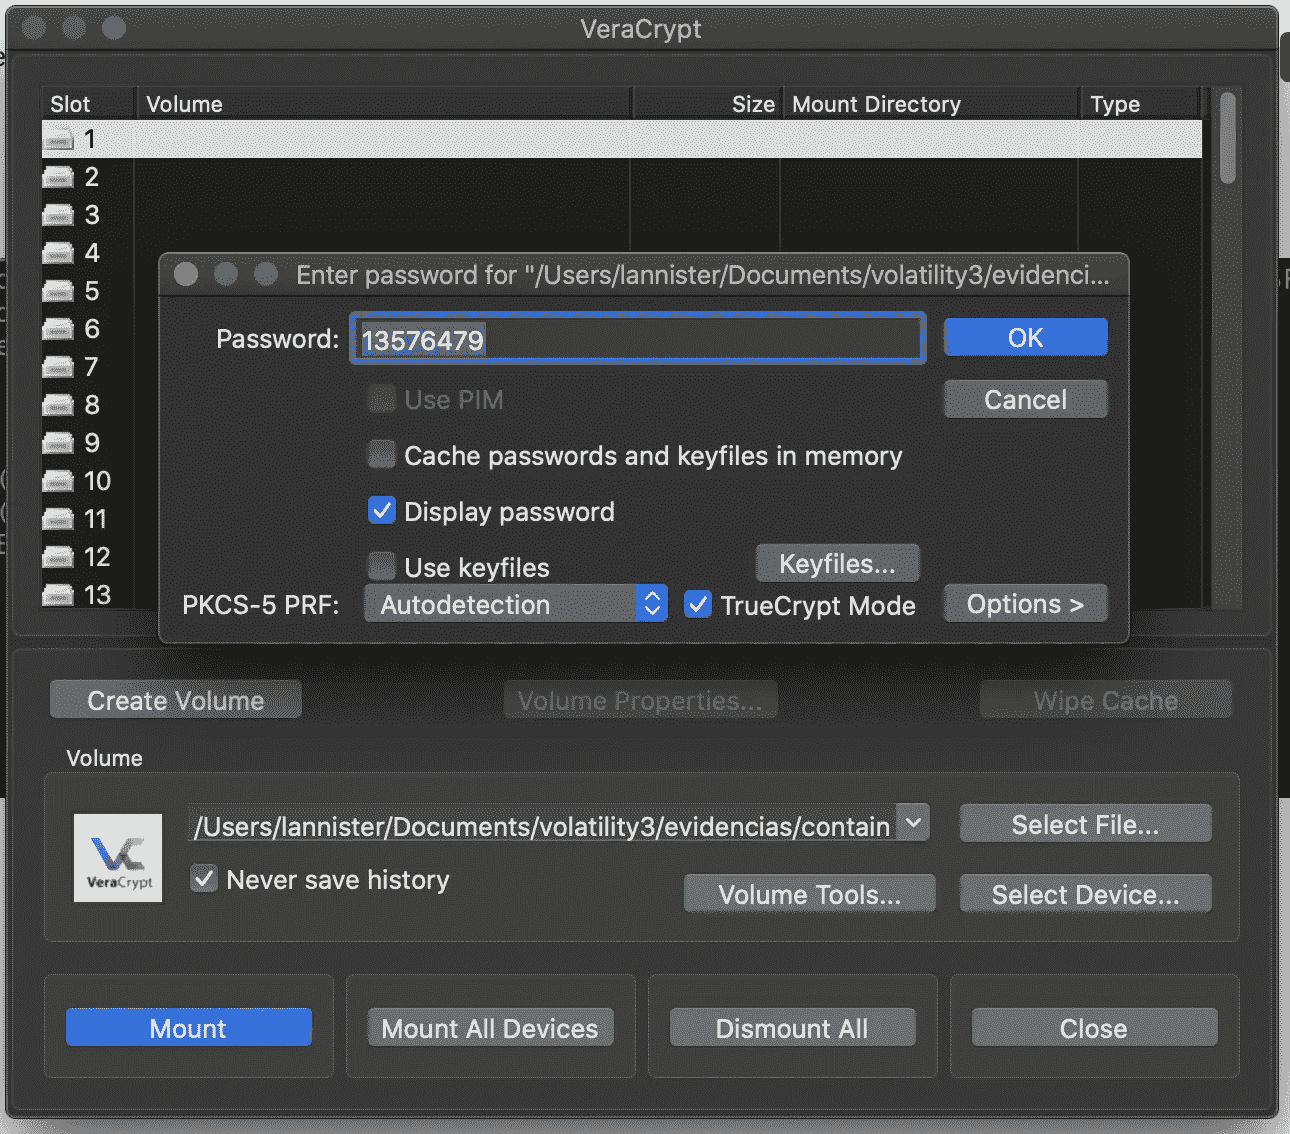 VeraCrypt
Slot Volume Size Mount Directory Type
1
2
3
4
5
6
7
8
9
10
11
12
13
Enter password for "/Users/lannister/Documents/volatility3/evidenci...
Password: 13576479 OK
Use PIM Cancel
Cache passwords and keyfiles in memory
Display password
Use keyfiles Keyfiles...
PKCS-5 PRF: Autodetection TrueCrypt Mode Options >
Create Volume Volume Properties... Wipe Cache
Volume
/Users/lannister/Documents/volatility3/evidencias/contain Select File...
VeraCrypt
Never save history
Volume Tools... Select Device...
Mount Mount All Devices Dismount All Close